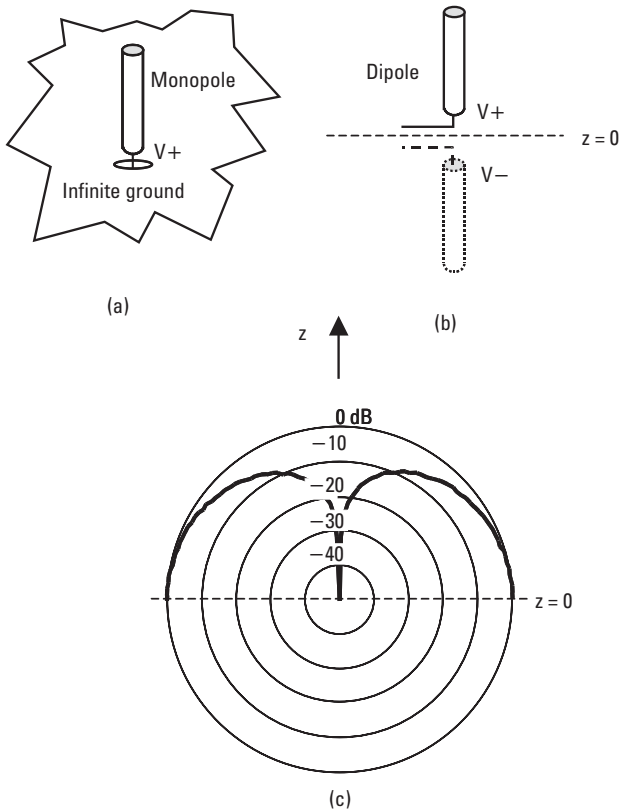 Monopole
V+
Infinite ground
(a)
Dipole
V+
z = 0
V−
(b)
z
0 dB
−10
−20
−30
−40
z = 0
(c)